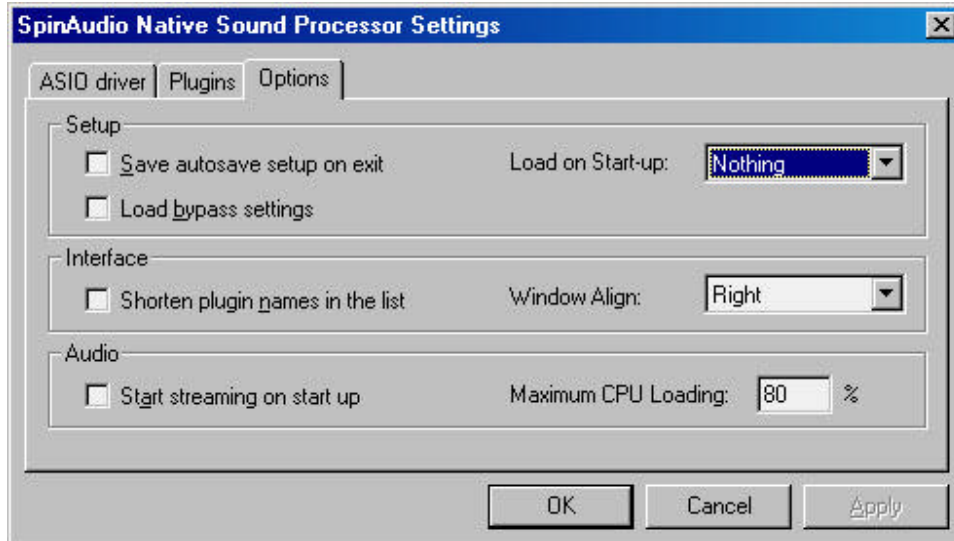 SpinAudio Native Sound Processor Settings
ASIO driver Plugins Options
Setup
Save autosave setup on exit Load on Start-up: Nothing
Load bypass settings
Interface
Shorten plugin names in the list Window Align: Right
Audio
Start streaming on start up Maximum CPU Loading: 80 %
OK Cancel Apply